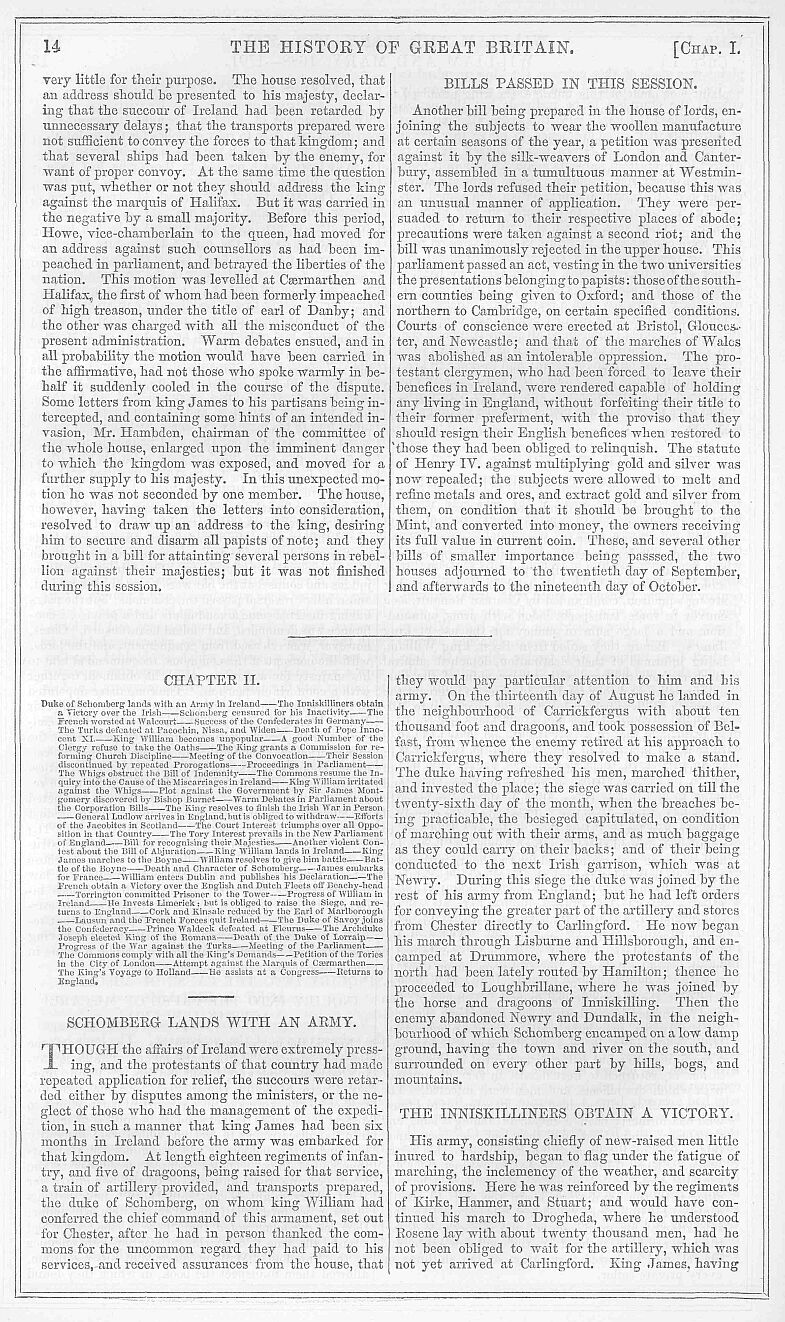 14
THE HISTORY OF GREAT BRITAIN.
[CHAP. I.
very little for their purpose. The house resolved, that
an address should be presented to his majesty, declar-
ing that the succour of Ireland had been retarded by
unnecessary delays; that the transports prepared were
not sufficient to convey the forces to that kingdom; and
that several ships had been taken by the enemy, for
want of proper convoy. At the same time the question
was put, whether or not they should address the king
against the marquis of Halifax. But it was carried in
the negative by a small majority. Before this period,
Howe, vice-chamberlain to the queen, had moved for
an address against such counsellors as had been im-
peached in parliament, and betrayed the liberties of the
nation. This motion was levelled at Cærmarthen and
Halifax, the first of whom had been formerly impeached
of high treason, under the title of earl of Danby; and
the other was charged with all the misconduct of the
present administration. Warm debates ensued, and in
all probability the motion would have been carried in
the affirmative, had not those who spoke warmly in be-
half it suddenly cooled in the course of the dispute.
Some letters from king James to his partisans being in-
tercepted, and containing some hints of an intended in-
vasion, Mr. Hambden, chairman of the committee of
the whole house, enlarged upon the imminent danger
to which the kingdom was exposed, and moved for a
further supply to his majesty. In this unexpected mo-
tion he was not seconded by one member. The house,
however, having taken the letters into consideration,
resolved to draw up an address to the king, desiring
him to secure and disarm all papists of note; and they
brought in a bill for attainting several persons in rebel-
lion against their majesties; but it was not finished
during this session.
BILLS PASSED IN THIS SESSION.
Another bill being prepared in the house of lords, en-
joining the subjects to wear the woollen manufacture
at certain seasons of the year, a petition was presented
against it by the silk-weavers of London and Canter-
bury, assembled in a tumultuous manner at Westmin-
ster. The lords refused their petition, because this was
an unusual manner of application. They were per-
suaded to return to their respective places of abode;
precautions were taken against a second riot; and the
bill was unanimously rejected in the upper house. This
parliament passed an act, vesting in the two universities
the presentations belonging to papists: those of the south-
ern counties being given to Oxford; and those of the
northern to Cambridge, on certain specified conditions.
Courts of conscience were erected at Bristol, Glouces-
ter, and Newcastle; and that of the marches of Wales
was abolished as an intolerable oppression. The pro-
testant clergymen, who had been forced to leave their
benefices in Ireland, were rendered capable of holding
any living in England, without forfeiting their title to
their former preferment, with the proviso that they
should resign their English benefices when restored to
those they had been obliged to relinquish. The statute
of Henry IV. against multiplying gold and silver was
now repealed; the subjects were allowed to melt and
refine metals and ores, and extract gold and silver from
them, on condition that it should be brought to the
Mint, and converted into money, the owners receiving
its full value in current coin. These, and several other
bills of smaller importance being passsed, the two
houses adjourned to the twentieth day of September,
and afterwards to the nineteenth day of October.
CHAPTER II.
Duke of Schomberg lands with an Army in Ireland——The Inniskilliners obtain
a Victory over the Irish——Schomberg censured for his Inactivity——The
French worsted at Walcourt——Success of the Confederates in Germany——
The Turks defeated at Pacochin, Nissa, and Widen——Death of Pope Inno-
cent XI.——King William becomes unpopular——A good Number of the
Clergy refuse to take the Oaths——The King grants a Commission for re-
forming Church Discipline——Meeting of the Convocation——Their Session
discontinued by repeated Prorogations——Proceedings in Parliament——
The Whigs obstruct the Bill of Indemnity——The Commons resume the In-
quiry into the Cause of the Miscarriages in Ireland——King William irritated
against the Whigs——Plot against the Government by Sir James Mont-
gomery discovered by Bishop Burnet——Warm Debates in Parliament about
the Corporation Bills——The King resolves to finish the Irish War in Person
——General Ludlow arrives in England, but is obliged to withdraw——Efforts
of the Jacobites in Scotland——The Court Interest triumphs over all Oppo-
sition in that Country——The Tory Interest prevails in the New Parliament
of England——Bill for recognising their Majesties——Another violent Con-
test about the Bill of Abjuration——King William lands in Ireland——King
James marches to the Boyne——William resolves to give him battle——Bat-
tle of the Boyne——Death and Character of Schomberg——James embarks
for France——William enters Dublin and publishes his Declaration——The
French obtain a Victory over the English and Dutch Fleets off Beachy-head
——Torrington committed Prisoner to the Tower——Progress of William in
Ireland——He Invests Limerick; but is obliged to raise the Siege, and re-
turns to England——Cork and Kinsale reduced by the Earl of Marlborough
——Lausun and the French Forces quit Ireland——The Duke of Savoy joins
the Confederacy——Prince Waldeck defeated at Fleurus——The Archduke
Joseph elected King of the Romans——Death of the Duke of Lorrain——
Progress of the War against the Turks——Meeting of the Parliament——
The Commons comply with all the King's Demands——Petition of the Tories
in the City of London——Attempt against the Marquis of Cærmarthen——
The King's Voyage to Holland——He assists at a Congress——Returns to
England.
SCHOMBERG LANDS WITH AN ARMY.
THOUGH the affairs of Ireland were extremely press-
ing, and the protestants of that country had made
repeated application for relief, the succours were retar-
ded either by disputes among the ministers, or the ne-
glect of those who had the management of the expedi-
tion, in such a manner that king James had been six
months in Ireland before the army was embarked for
that kingdom. At length eighteen regiments of infan-
try, and five of dragoons, being raised for that service,
a train of artillery provided, and transports prepared,
the duke of Schomberg, on whom king William had
conferred the chief command of this armament, set out
for Chester, after he had in person thanked the com-
mons for the uncommon regard they had paid to his
services, and received assurances from the house, that
they would pay particular attention to him and his
army. On the thirteenth day of August he landed in
the neighbourhood of Carrickfergus with about ten
thousand foot and dragoons, and took possession of Bel-
fast, from whence the enemy retired at his approach to
Carrickfergus, where they resolved to make a stand.
The duke having refreshed his men, marched thither,
and invested the place; the siege was carried on till the
twenty-sixth day of the month, when the breaches be-
ing practicable, the besieged capitulated, on condition
of marching out with their arms, and as much baggage
as they could carry on their backs; and of their being
conducted to the next Irish garrison, which was at
Newry. During this siege the duke was joined by the
rest of his army from England; but he had left orders
for conveying the greater part of the artillery and stores
from Chester directly to Carlingford. He now began
his march through Lisburne and Hillsborough, and en-
camped at Drummore, where the protestants of the
north had been lately routed by Hamilton; thence he
proceeded to Loughbrillane, where he was joined by
the horse and dragoons of Inniskilling. Then the
enemy abandoned Newry and Dundalk, in the neigh-
bourhood of which Schomberg encamped on a low damp
ground, having the town and river on the south, and
surrounded on every other part by hills, bogs, and
mountains.
THE INNISKILLINERS OBTAIN A VICTORY.
His army, consisting chiefly of new-raised men little
inured to hardship, began to flag under the fatigue of
marching, the inclemency of the weather, and scarcity
of provisions. Here he was reinforced by the regiments
of Kirke, Hanmer, and Stuart; and would have con-
tinued his march to Drogheda, where he understood
Rosene lay with about twenty thousand men, had he
not been obliged to wait for the artillery, which was
not yet arrived at Carlingford. King James, having